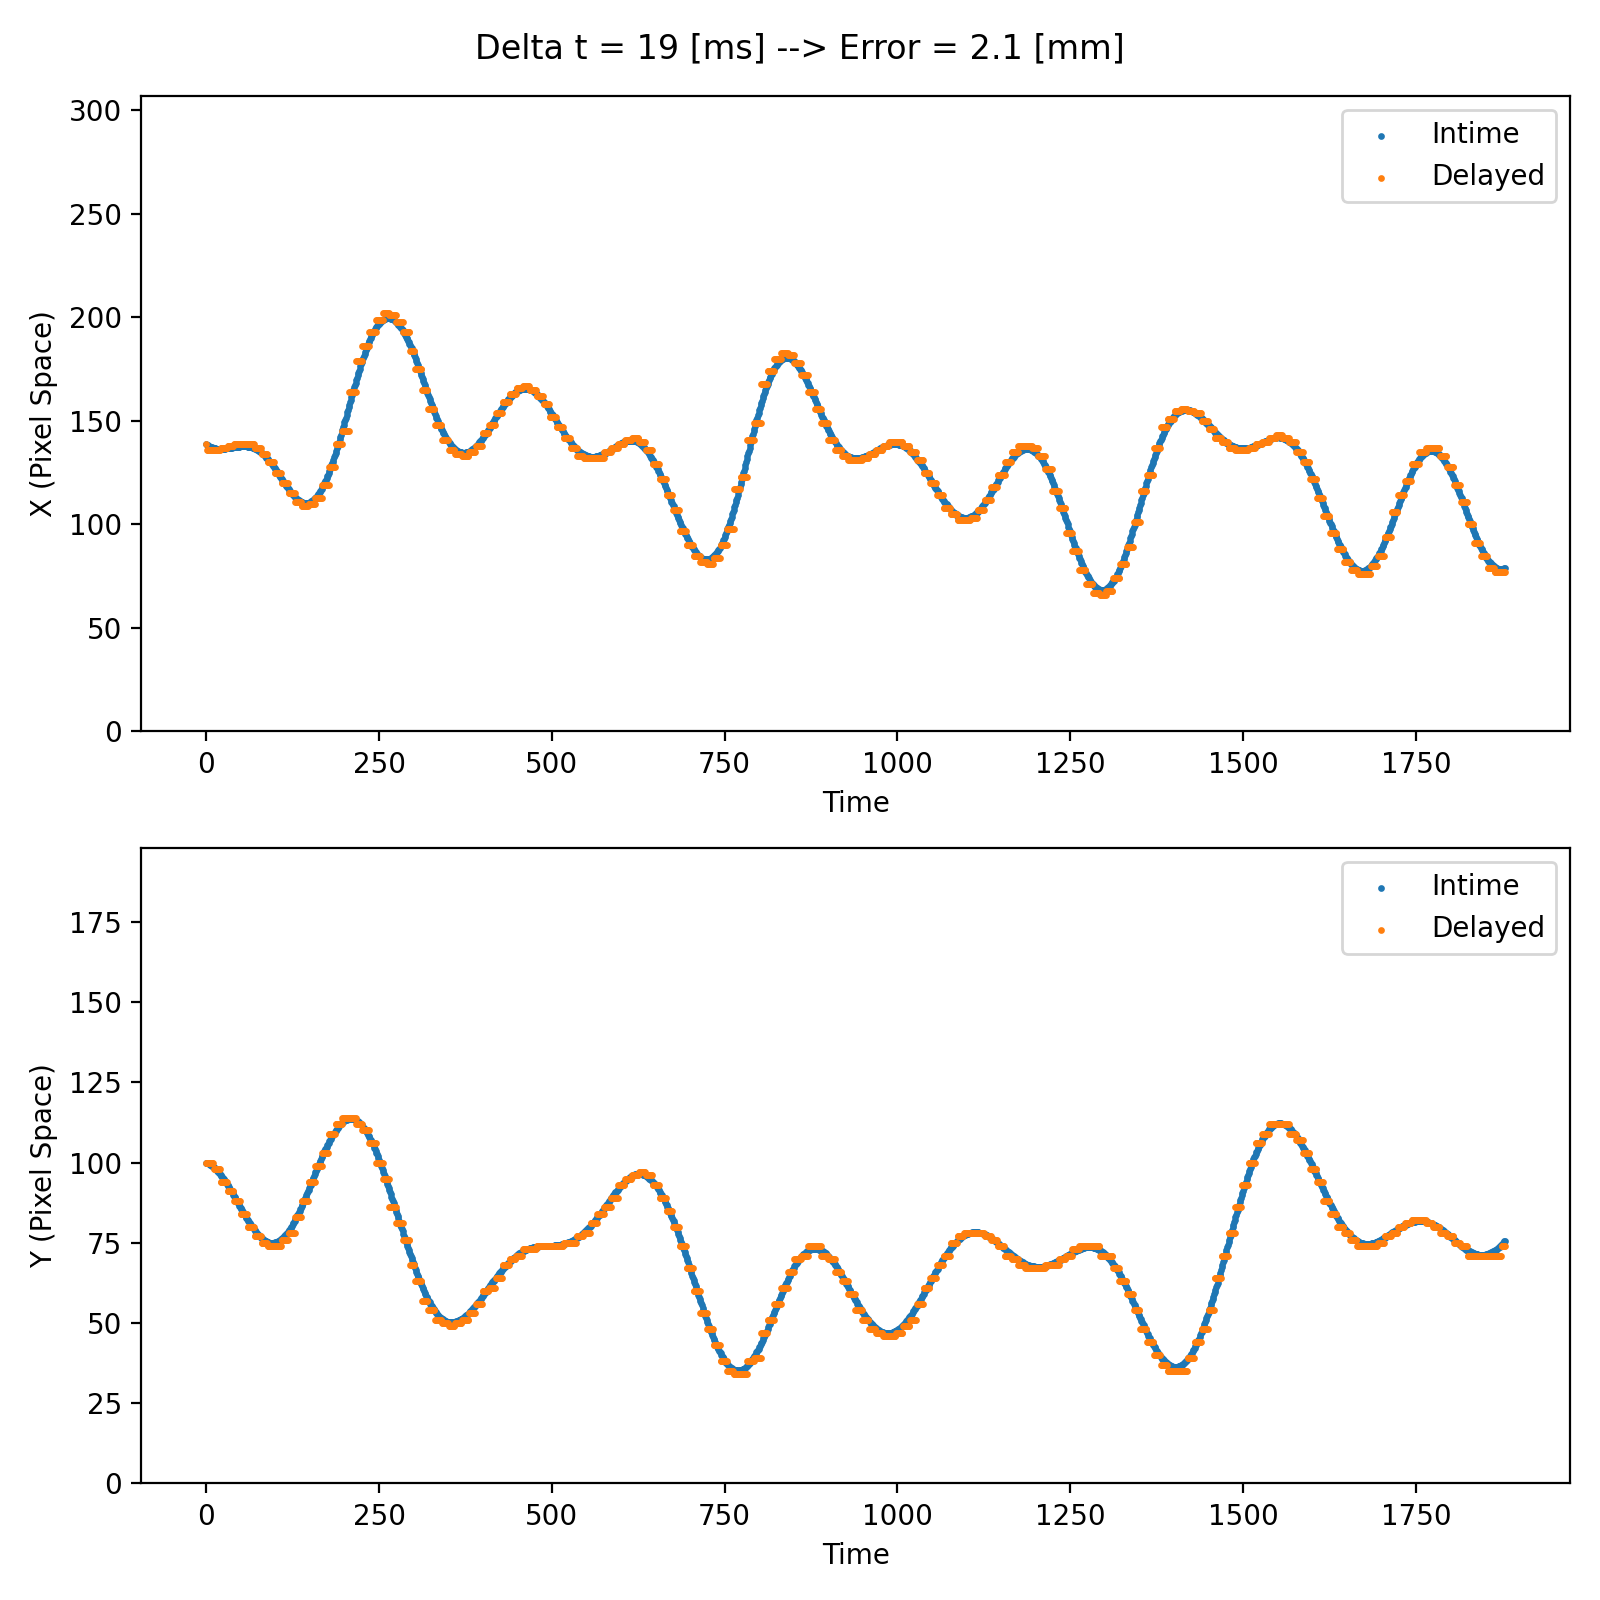 Delta t = 19 [ms] --> Error = 2.1 [mm]
300
250
200
150
100
50
0
X (Pixel Space)
Intime
Delayed
0 250 500 750 1000 1250 1500 1750
Time
175
150
125
100
75
50
25
0
Y (Pixel Space)
Intime
Delayed
0 250 500 750 1000 1250 1500 1750
Time